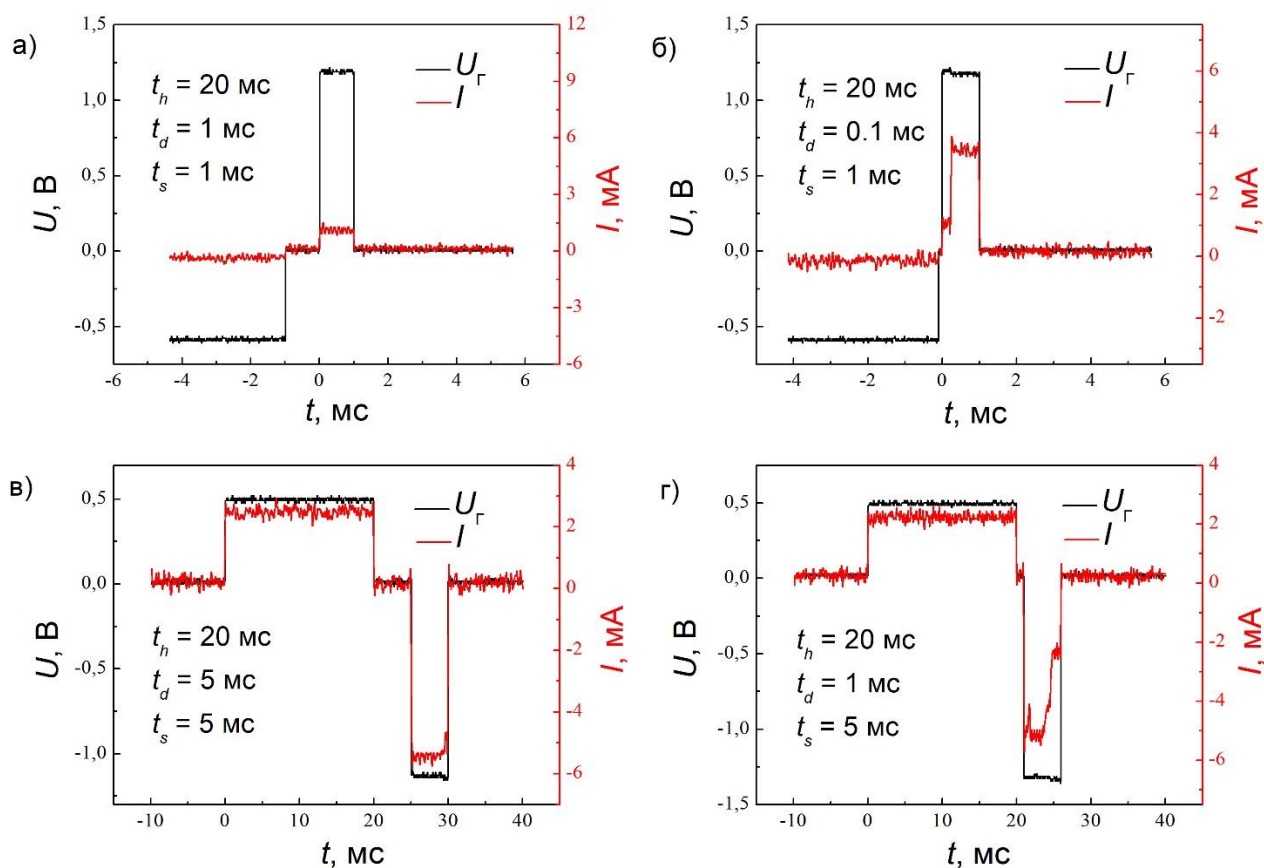 а)
1,5
1,0
0,5
0,0
-0,5
U, В
12
9
6
3
0
-3
-6
I, мА
t_h = 20 мс
t_d = 1 мс
t_s = 1 мс
U_Г
I
-6 -4 -2 0 2 4 6
t, мс
б)
1,5
1,0
0,5
0,0
-0,5
U, В
6
4
2
0
-2
I, мА
t_h = 20 мс
t_d = 0.1 мс
t_s = 1 мс
U_Г
I
-4 -2 0 2 4 6
t, мс
в)
0,5
0,0
-0,5
-1,0
U, В
4
2
0
-2
-4
-6
I, мА
U_Г
I
t_h = 20 мс
t_d = 5 мс
t_s = 5 мс
-10 0 10 20 30 40
t, мс
г)
0,5
0,0
-0,5
-1,0
-1,5
U, В
4
2
0
-2
-4
-6
I, мА
U_Г
I
t_h = 20 мс
t_d = 1 мс
t_s = 5 мс
-10 0 10 20 30 40
t, мс